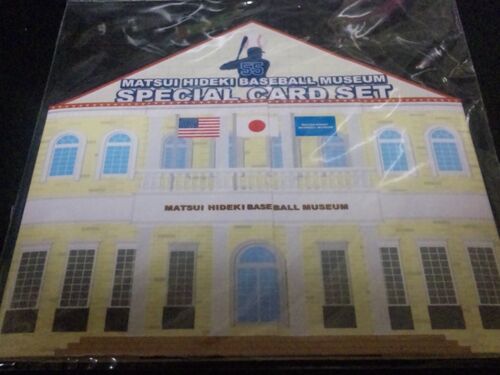 55
MATSUI HIDEKI BASEBALL MUSEUM
SPECIAL CARD SET
MATSUI HIDEKI BASEBALL MUSEUM